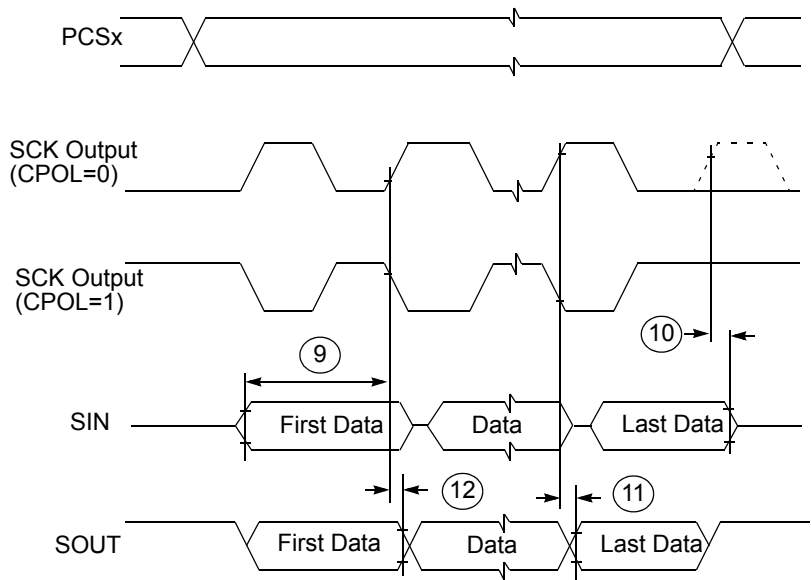 PCSx
SCK Output
(CPOL=0)
SCK Output
(CPOL=1)
9
10
SIN
First Data
Data
Last Data
12
11
SOUT
First Data
Data
Last Data